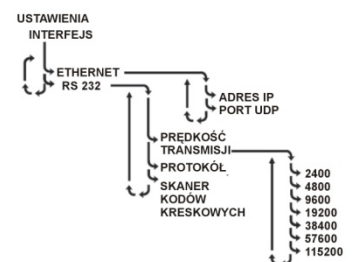 USTAWIENIA
INTERFEJS
ETHERNET
RS 232
ADRES IP
PORT UDP
PRĘDKOŚĆ
TRANSMISJI
PROTOKÓŁ
SKANER
KODÓW
KRESKOWYCH
2400
4800
9600
19200
38400
57600
115200